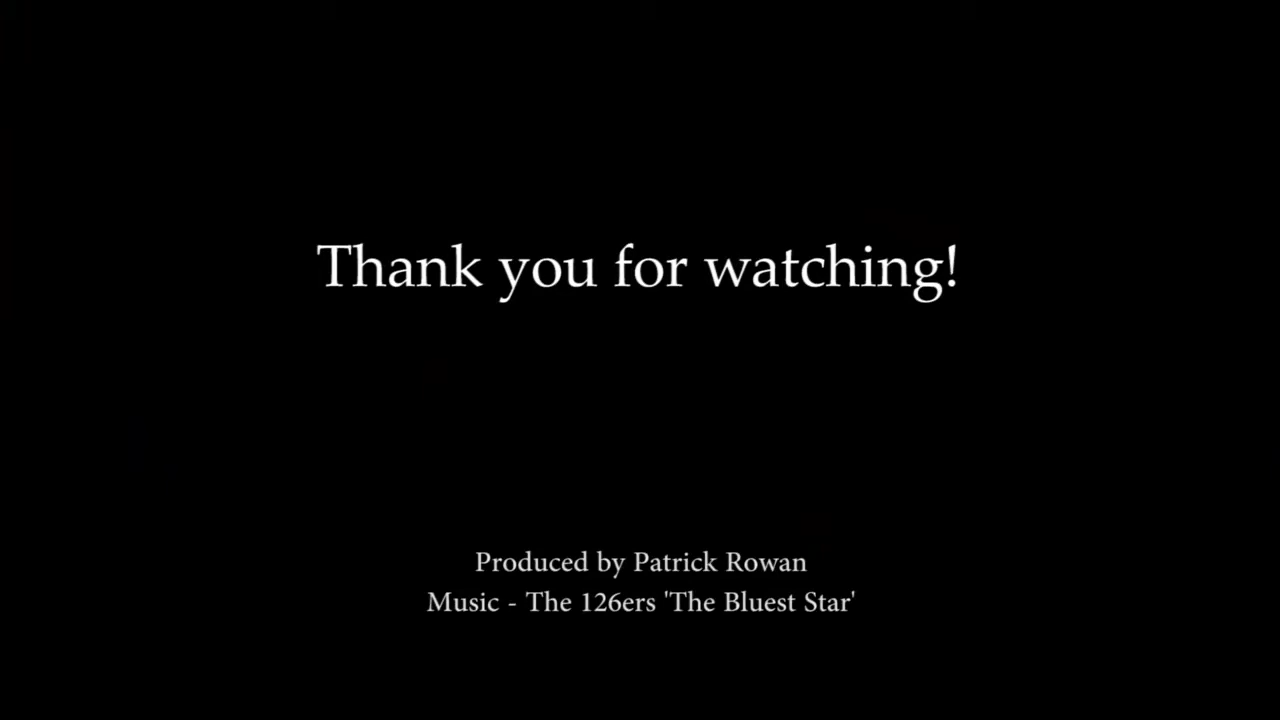 Thank you for watching!
Produced by Patrick Rowan
Music - The 126ers 'The Bluest Star'